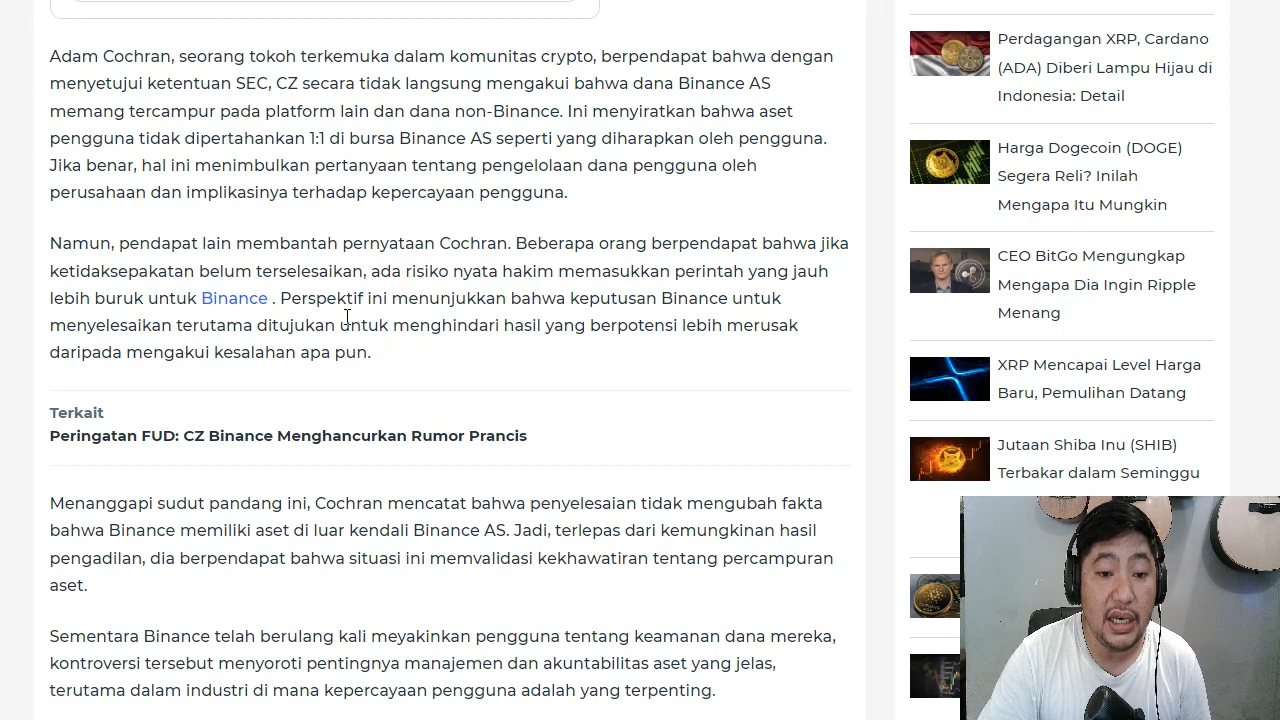 Adam Cochran, seorang tokoh terkemuka dalam komunitas crypto, berpendapat bahwa dengan
menyetujui ketentuan SEC, CZ secara tidak langsung mengakui bahwa dana Binance AS
memang tercampur pada platform lain dan dana non-Binance. Ini menyiratkan bahwa aset
pengguna tidak dipertahankan 1:1 di bursa Binance AS seperti yang diharapkan oleh pengguna.
Jika benar, hal ini menimbulkan pertanyaan tentang pengelolaan dana pengguna oleh
perusahaan dan implikasinya terhadap kepercayaan pengguna.
Namun, pendapat lain membantah pernyataan Cochran. Beberapa orang berpendapat bahwa jika
ketidaksepakatan belum terselesaikan, ada risiko nyata hakim memasukkan perintah yang jauh
lebih buruk untuk Binance . Perspektif ini menunjukkan bahwa keputusan Binance untuk
menyelesaikan terutama ditujukan untuk menghindari hasil yang berpotensi lebih merusak
daripada mengakui kesalahan apa pun.
Terkait
Peringatan FUD: CZ Binance Menghancurkan Rumor Prancis
Menanggapi sudut pandang ini, Cochran mencatat bahwa penyelesaian tidak mengubah fakta
bahwa Binance memiliki aset di luar kendali Binance AS. Jadi, terlepas dari kemungkinan hasil
pengadilan, dia berpendapat bahwa situasi ini memvalidasi kekhawatiran tentang percampuran
aset.
Sementara Binance telah berulang kali meyakinkan pengguna tentang keamanan dana mereka,
kontroversi tersebut menyoroti pentingnya manajemen dan akuntabilitas aset yang jelas,
terutama dalam industri di mana kepercayaan pengguna adalah yang terpenting.
Perdagangan XRP, Cardano
(ADA) Diberi Lampu Hijau di
Indonesia: Detail
Harga Dogecoin (DOGE)
Segera Reli? Inilah
Mengapa Itu Mungkin
CEO BitGo Mengungkap
Mengapa Dia Ingin Ripple
Menang
XRP Mencapai Level Harga
Baru, Pemulihan Datang
Jutaan Shiba Inu (SHIB)
Terbakar dalam Seminggu